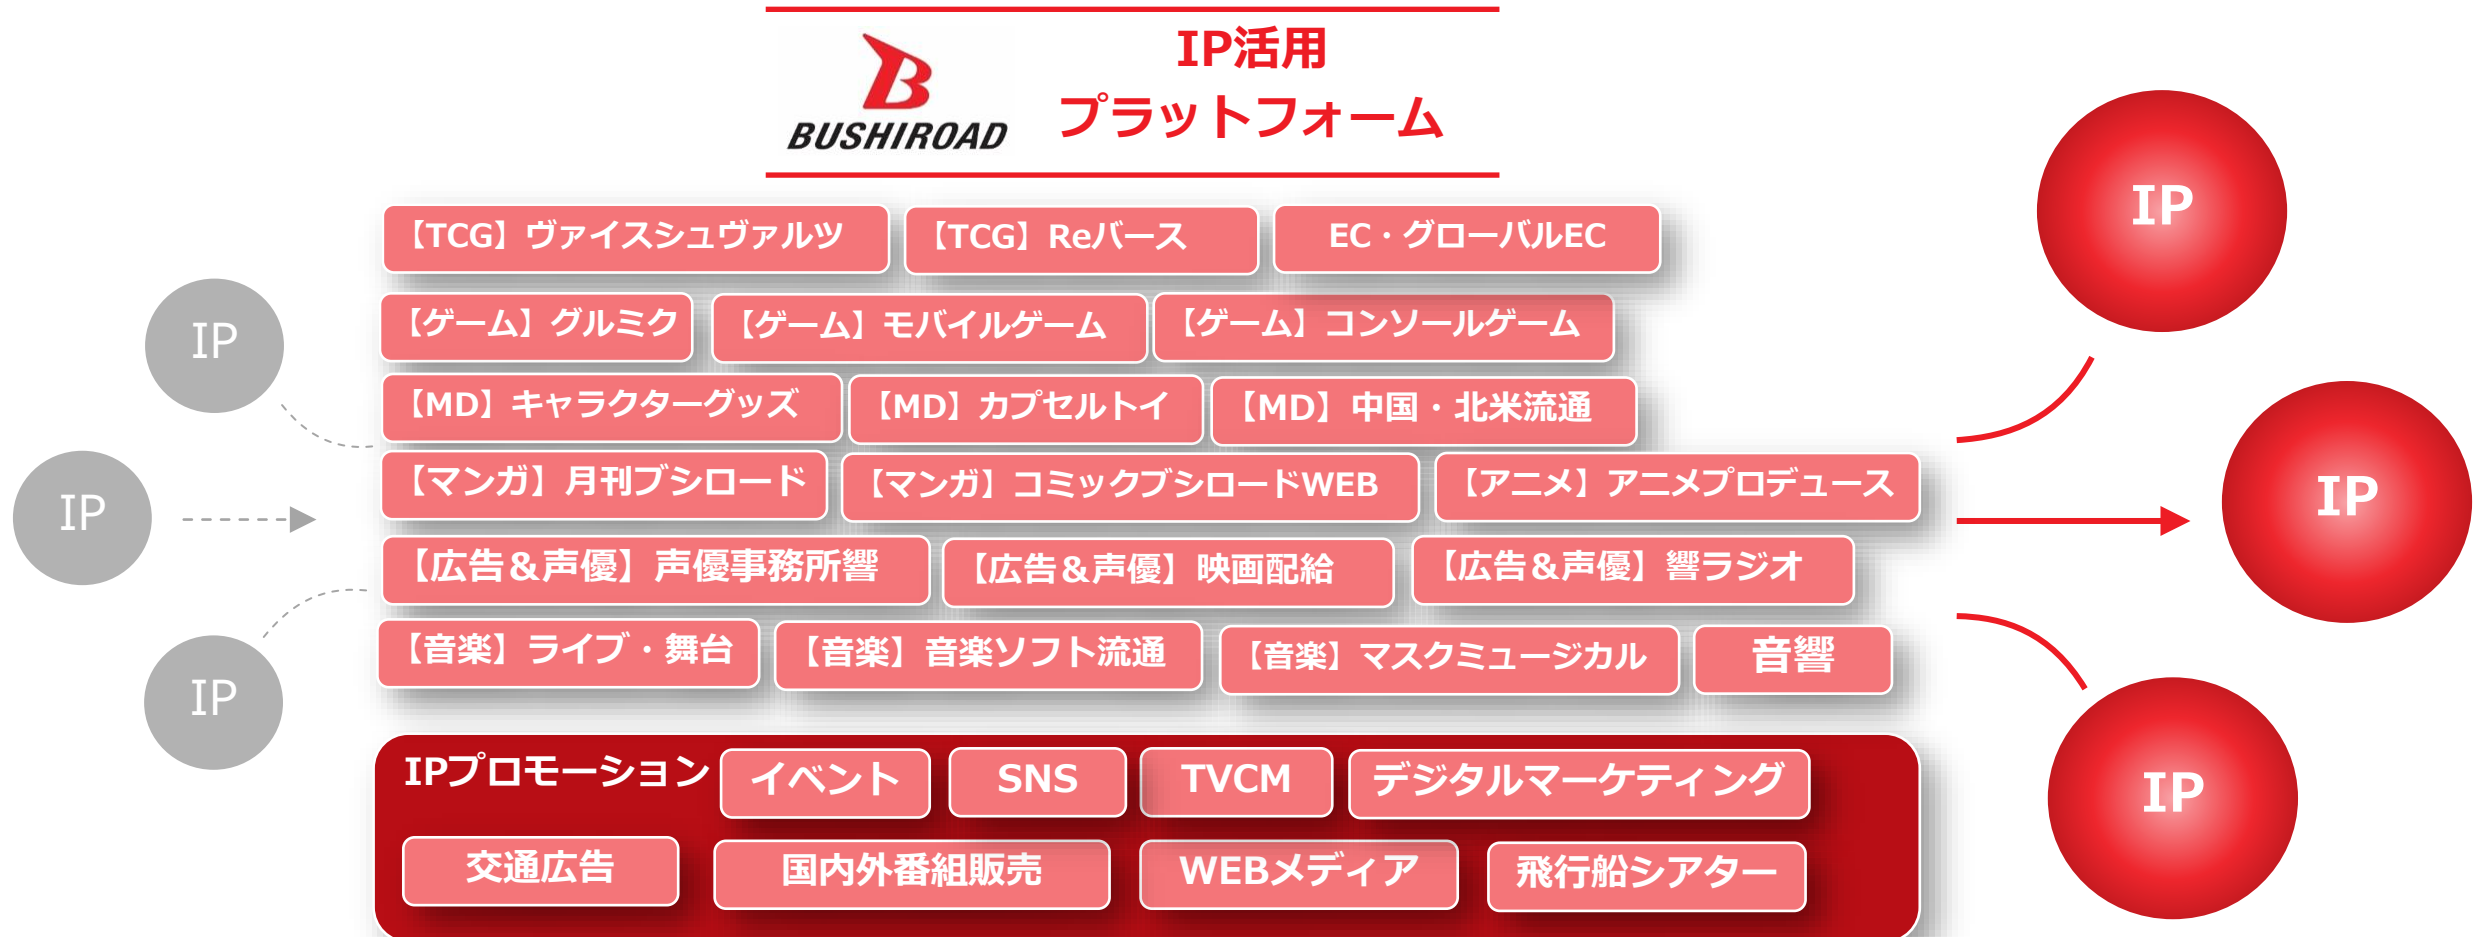 BUSHIROAD
IP活用
プラットフォーム
【TCG】ヴァイスシュヴァルツ
【TCG】Reバース
EC・グローバルEC
【ゲーム】グルミク
【ゲーム】モバイルゲーム
【ゲーム】コンソールゲーム
【MD】キャラクターグッズ
【MD】カプセルトイ
【MD】中国・北米流通
【マンガ】月刊ブシロード
【マンガ】コミックブシロードWEB
【アニメ】アニメプロデュース
【広告＆声優】声優事務所響
【広告＆声優】映画配給
【広告＆声優】響ラジオ
【音楽】ライブ・舞台
【音楽】音楽ソフト流通
【音楽】マスクミュージカル
音響
IPプロモーション
イベント
SNS
TVCM
デジタルマーケティング
交通広告
国内外番組販売
WEBメディア
飛行船シアター
IP
IP
IP
IP
IP
IP